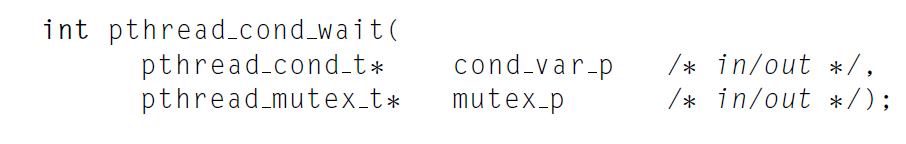 int pthread_cond_wait(
pthread_cond_t* cond_var_p /* in/out */,
pthread_mutex_t* mutex_p /* in/out */);